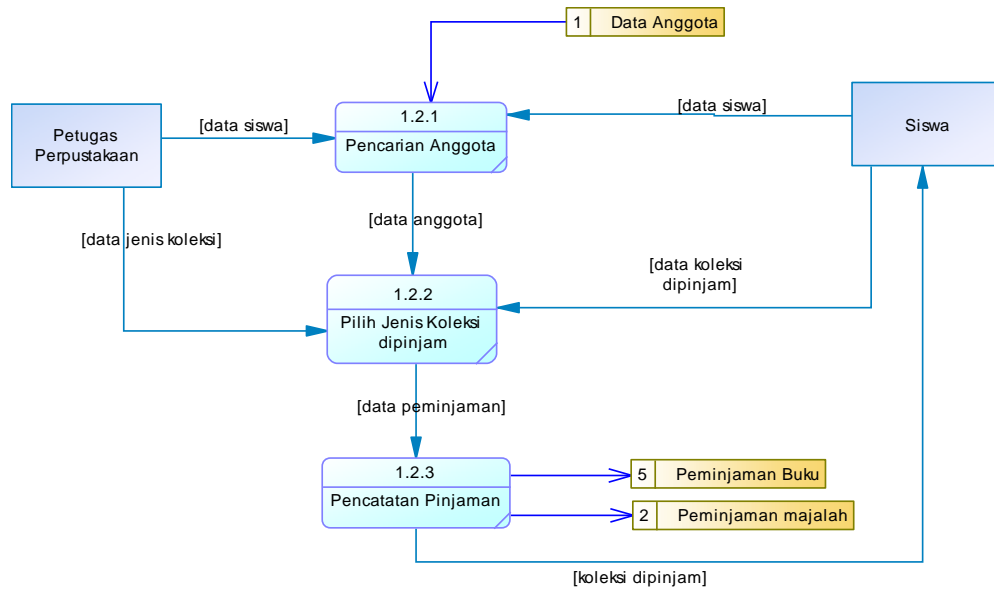 1 Data Anggota
Petugas
Perpustakaan
[data siswa]
1.2.1
Pencarian Anggota
[data siswa]
Siswa
[data jenis koleksi]
[data anggota]
[data koleksi
dipinjam]
1.2.2
Pilih Jenis Koleksi
dipinjam
[data peminjaman]
1.2.3
Pencatatan Pinjaman
5 Peminjaman Buku
2 Peminjaman majalah
[koleksi dipinjam]